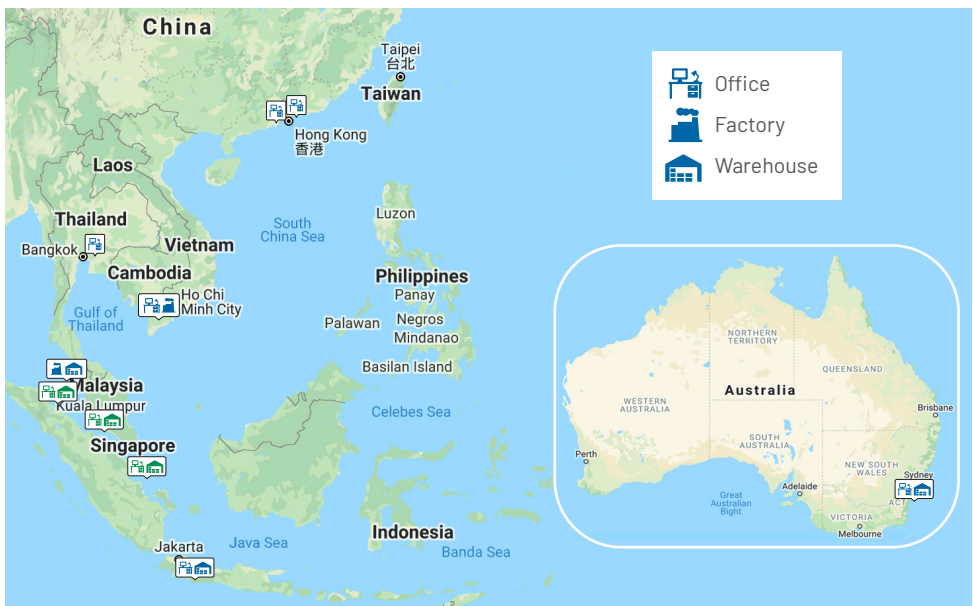 China
Taipei
台北
Taiwan
Hong Kong
香港
Laos
Thailand
Bangkok
Vietnam
Cambodia
Ho Chi
Minh City
Gulf of
Thailand
South
China Sea
Luzon
Philippines
Panay
Negros
Palawan
Mindanao
Basilan Island
Malaysia
Kuala Lumpur
Singapore
Celebes Sea
Indonesia
Jakarta
Java Sea
Banda Sea
Office
Factory
Warehouse
NORTHERN
TERRITORY
QUEENSLAND
Australia
WESTERN
AUSTRALIA
Brisbane
SOUTH
AUSTRALIA
Perth
NEW SOUTH
WALES
Sydney
Adelaide
ACT
Great
Australian
Bight
VICTORIA
Melbourne